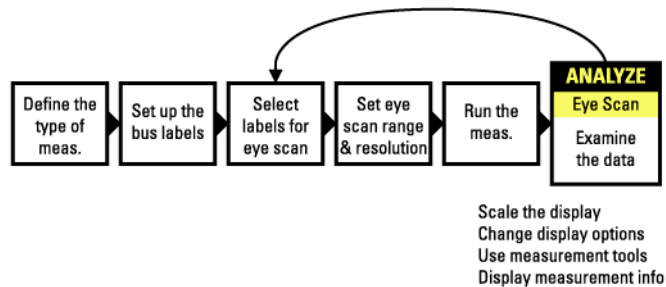 Define the
type of
meas.
Set up the
bus labels
Select
labels for
eye scan
Set eye
scan range
& resolution
Run the
meas.
ANALYZE
Eye Scan
Examine
the data
Scale the display
Change display options
Use measurement tools
Display measurement info